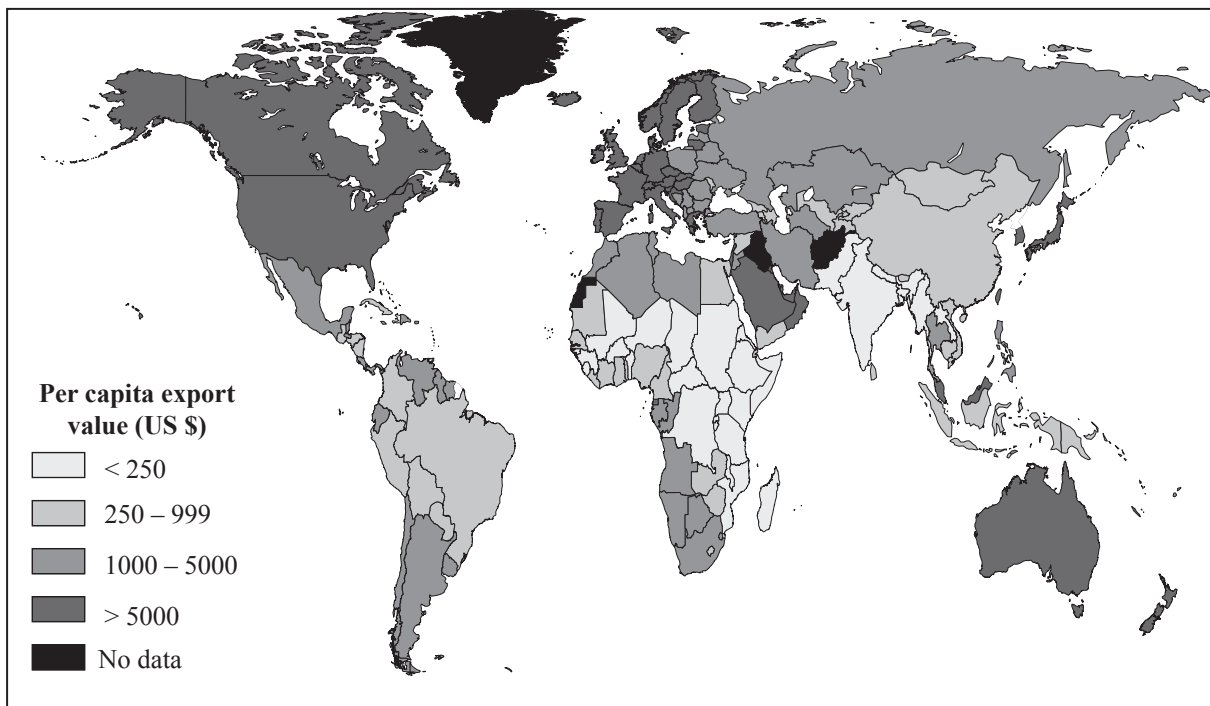 Per capita export
value (US $)
< 250
250 – 999
1000 – 5000
> 5000
No data